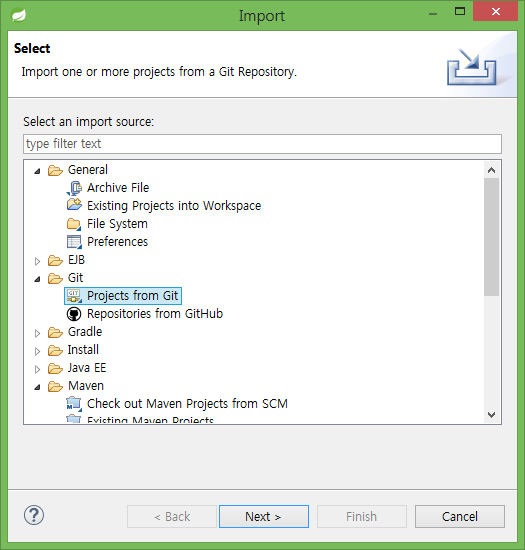 Import
Select
Import one or more projects from a Git Repository.
Select an import source:
type filter text
General
Archive File
Existing Projects into Workspace
File System
Preferences
EJB
Git
Projects from Git
Repositories from GitHub
Gradle
Install
Java EE
Maven
Check out Maven Projects from SCM
Existing Maven Projects
< Back
Next >
Finish
Cancel